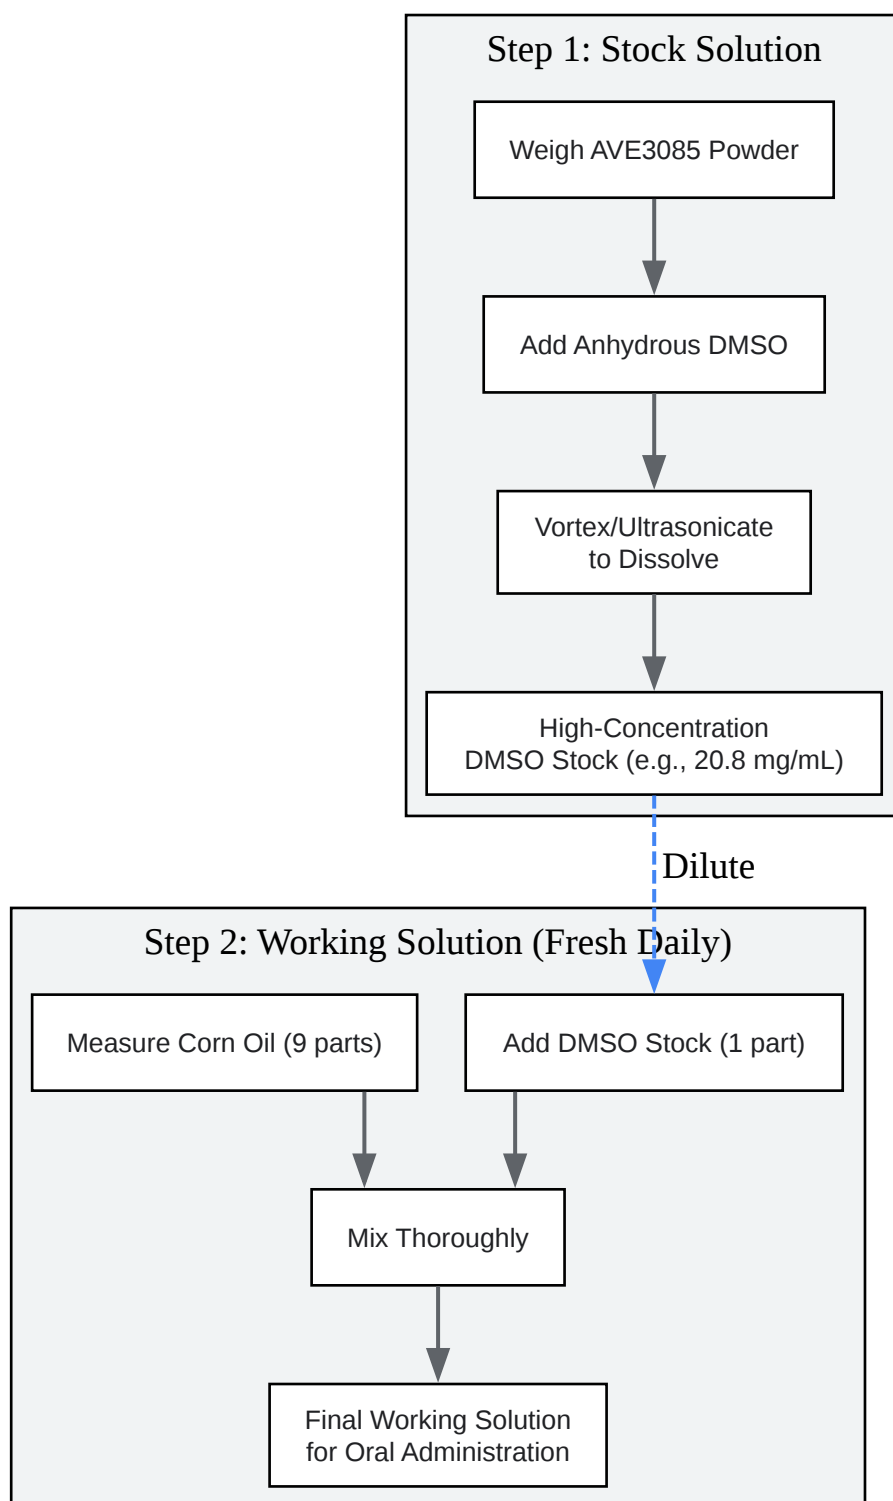 Step 1: Stock Solution
Weigh AVE3085 Powder
Add Anhydrous DMSO
Vortex/Ultrasonicate
to Dissolve
High-Concentration
DMSO Stock (e.g., 20.8 mg/mL)
Dilute
Step 2: Working Solution (Fresh Daily)
Measure Corn Oil (9 parts)
Add DMSO Stock (1 part)
Mix Thoroughly
Final Working Solution
for Oral Administration